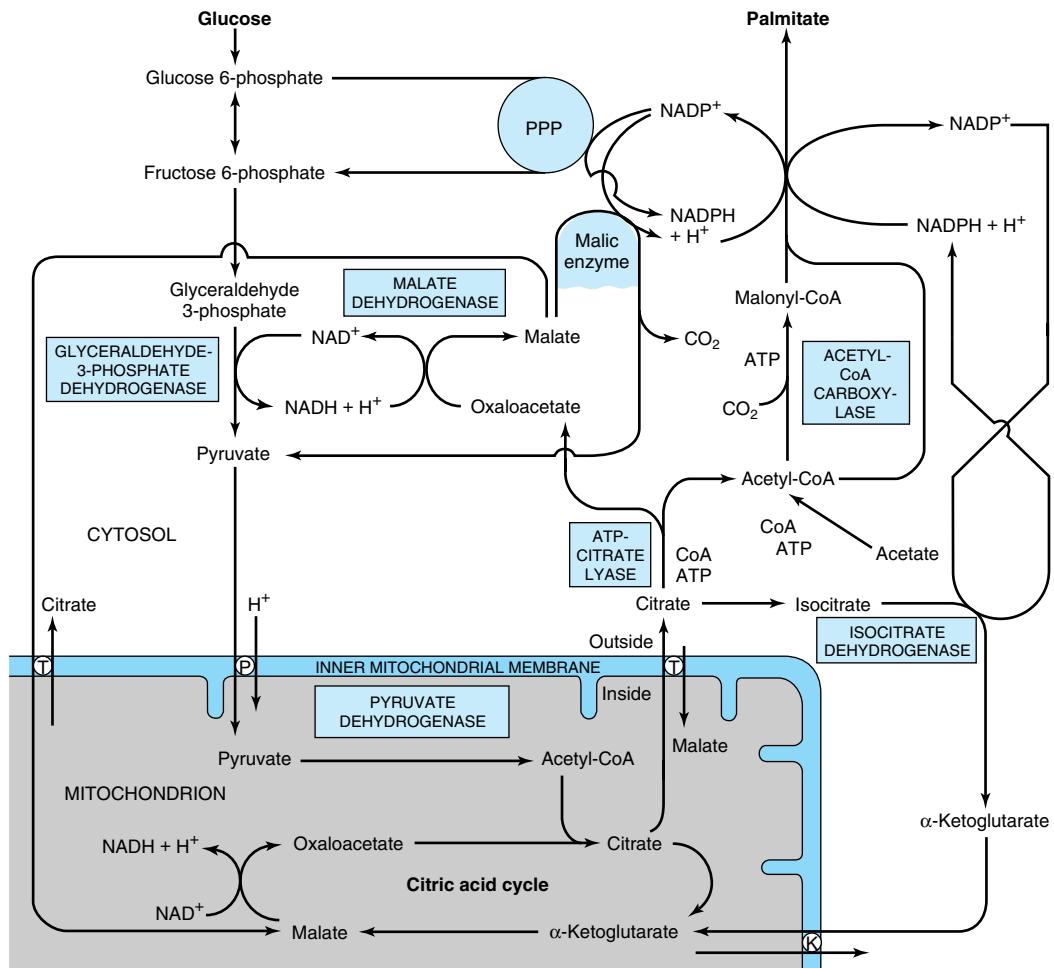 Glucose
Palmitate
Glucose 6-phosphate
PPP
NADP+
NADP+
Fructose 6-phosphate
NADPH
+ H+
NADPH + H+
Malic
enzyme
MALATE
DEHYDROGENASE
Glyceraldehyde
3-phosphate
Malonyl-CoA
NAD+
Malate
CO2
GLYCERALDEHYDE-
3-PHOSPHATE
DEHYDROGENASE
ATP
ACETYL-
CoA
CARBOXY-
LASE
NADH + H+
Oxaloacetate
CO2
Pyruvate
Acetyl-CoA
CYTOSOL
ATP-
CITRATE
LYASE
CoA
ATP
CoA
ATP
Acetate
Citrate
H+
Citrate
Isocitrate
Outside
ISOCITRATE
DEHYDROGENASE
T
P
INNER MITOCHONDRIAL MEMBRANE
T
Inside
PYRUVATE
DEHYDROGENASE
Malate
Pyruvate
Acetyl-CoA
MITOCHONDRION
α-Ketoglutarate
NADH + H+
Oxaloacetate
Citrate
Citric acid cycle
NAD+
Malate
α-Ketoglutarate
K